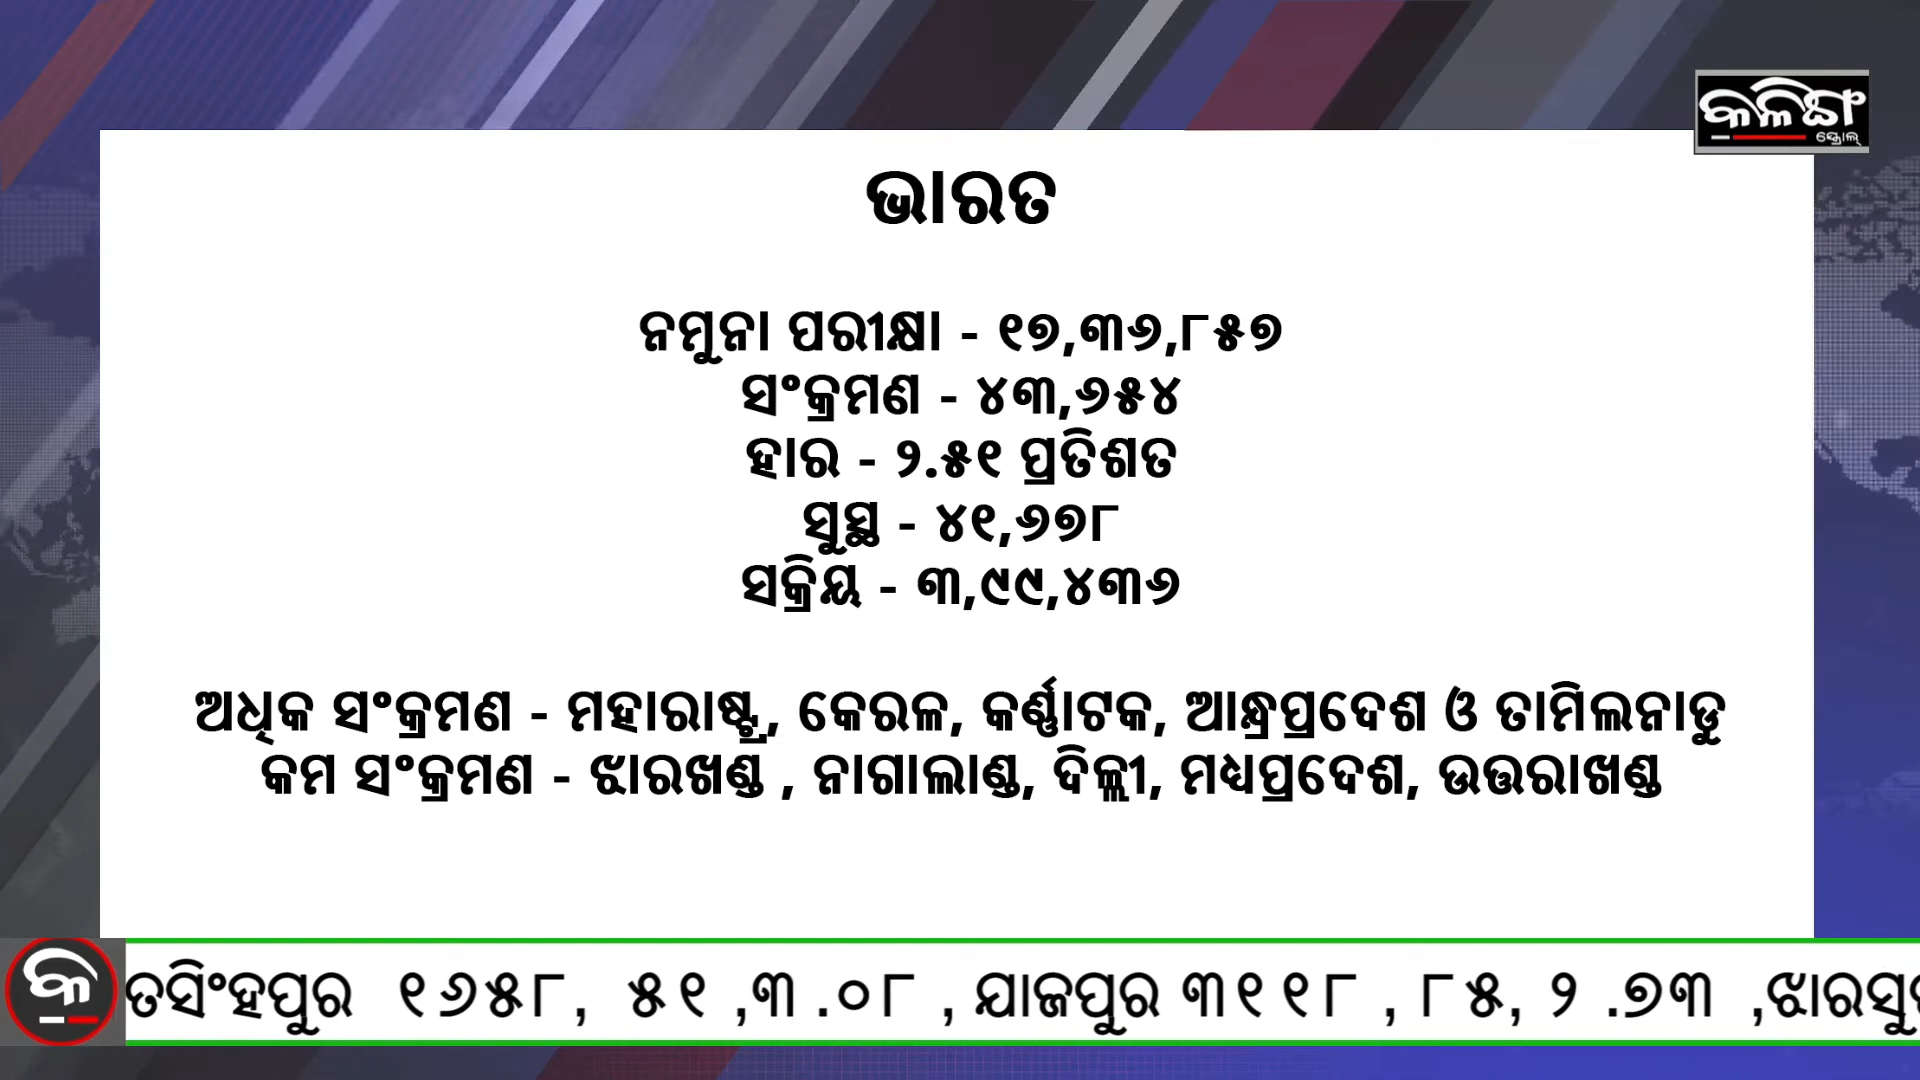 କଳିଙ୍ଗ
ସ୍କ୍ରୋଲ୍
ଭାରତ
ନମୁନା ପରୀକ୍ଷା - ୧୭,୩୬,୮୫୭
ସଂକ୍ରମଣ - ୪୩,୬୫୪
ହାର - ୨.୫୧ ପ୍ରତିଶତ
ସୁସ୍ଥ - ୪୧,୬୭୮
ସକ୍ରିୟ - ୩,୯୯,୪୩୬
ଅଧିକ ସଂକ୍ରମଣ - ମହାରାଷ୍ଟ୍ର, କେରଳ, କର୍ଣ୍ଣାଟକ, ଆନ୍ଧ୍ରପ୍ରଦେଶ ଓ ତାମିଲନାଡୁ
କମ ସଂକ୍ରମଣ - ଝାରଖଣ୍ଡ , ନାଗାଲାଣ୍ଡ, ଦିଲ୍ଲୀ, ମଧ୍ୟପ୍ରଦେଶ, ଉତ୍ତରାଖଣ୍ଡ
କ ତସିଂହପୁର ୧୬୫୮, ୫୧ ,୩ .୦୮ , ଯାଜପୁର ୩୧୧୮ , ୮୫, ୨ .୭୩ ,ଝାରସୁ